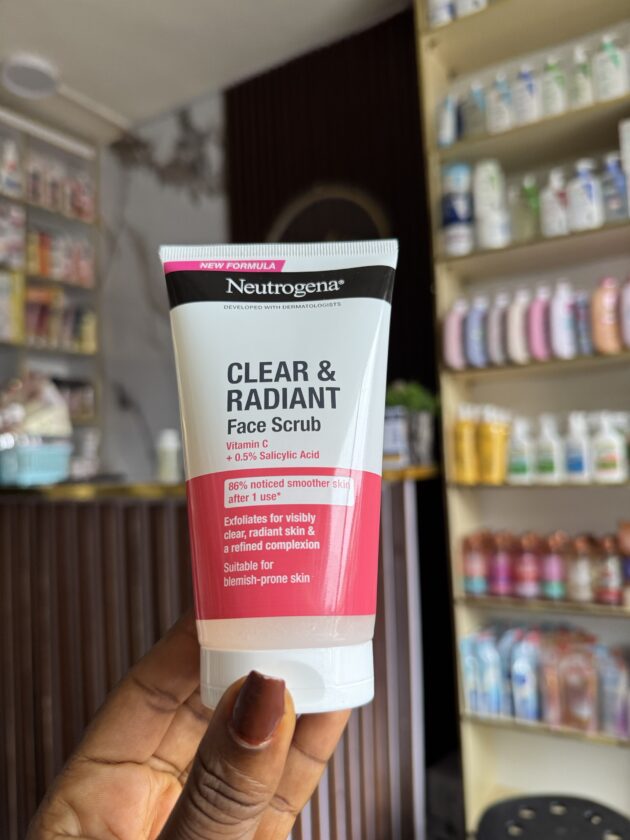 NEW FORMULA
Neutrogena®
DEVELOPED WITH DERMATOLOGISTS
CLEAR &
RADIANT
Face Scrub
Vitamin C
+ 0.5% Salicylic Acid
86% noticed smoother skin
after 1 use*
Exfoliates for visibly
clear, radiant skin &
a refined complexion
Suitable for
blemish-prone skin